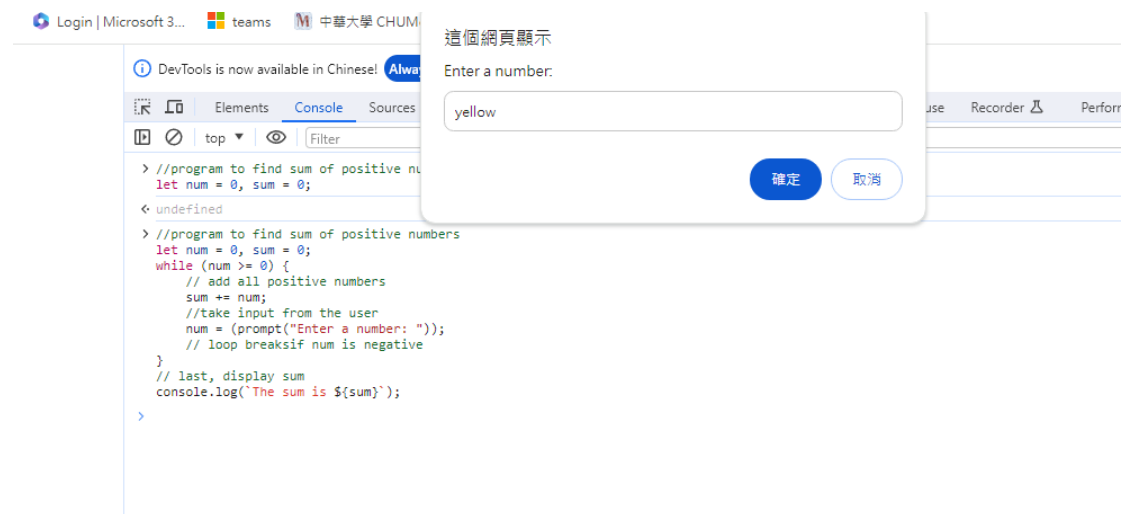 Login | Microsoft 3... teams 中華大學 CHUM
這個網頁顯示
Enter a number:
yellow
確定 取消
DevTools is now available in Chinese! Alwa
Elements Console Sources use Recorder Perform
top Filter
//program to find sum of positive nu
let num = 0, sum = 0;
undefined
//program to find sum of positive numbers
let num = 0, sum = 0;
while (num >= 0) {
// add all positive numbers
sum += num;
//take input from the user
num = (prompt("Enter a number: "));
// loop breaksif num is negative
}
// last, display sum
console.log(`The sum is ${sum}`);